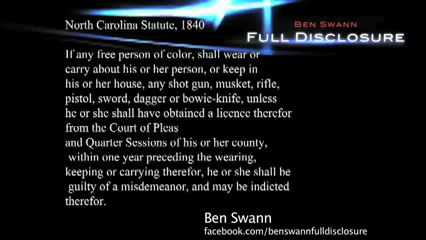 North Carolina Statute, 1840
BEN SWANN
FULL DISCLOSURE
If any free person of color, shall wear or
carry about his or her person, or keep in
his or her house, any shot gun, musket, rifle,
pistol, sword, dagger or bowie-knife, unless
he or she shall have obtained a licence therefor
from the Court of Pleas
and Quarter Sessions of his or her county,
within one year preceding the wearing,
keeping or carrying therefor, he or she shall be
guilty of a misdemeanor, and may be indicted
therefor.
Ben Swann
facebook.com/benswannfulldisclosure